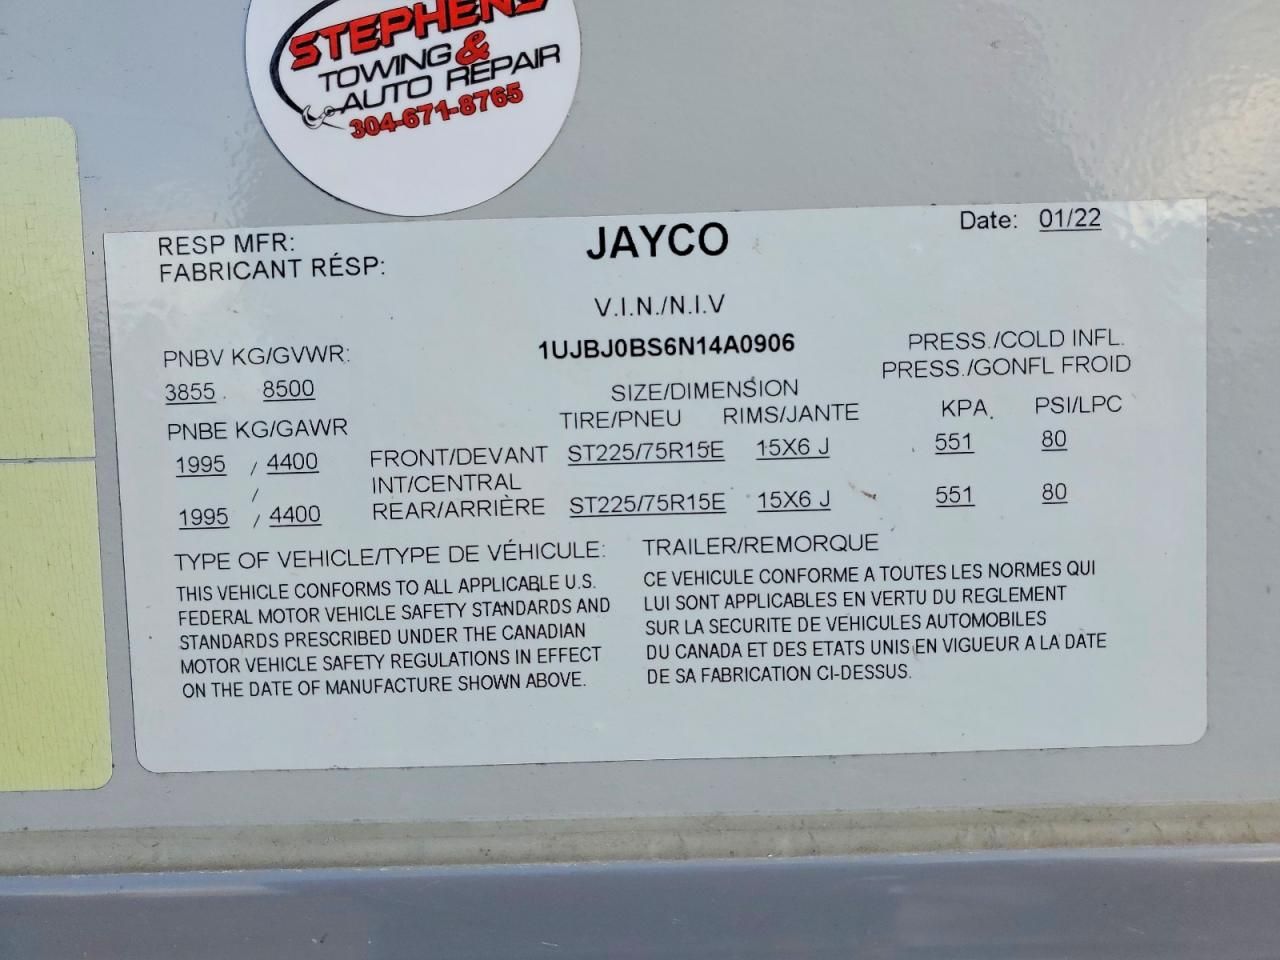 STEPHENS
TOWING &
AUTO REPAIR
304-671-8765
RESP MFR:
FABRICANT RÉSP:
JAYCO
Date: 01/22
V.I.N./N.I.V
1UJBJ0BS6N14A0906
PNBV KG/GVWR:
3855. 8500
PRESS./COLD INFL.
PRESS./GONFL FROID
SIZE/DIMENSION
TIRE/PNEU RIMS/JANTE KPA. PSI/LPC
PNBE KG/GAWR
1995 / 4400 FRONT/DEVANT ST225/75R15E 15X6 J 551 80
/ INT/CENTRAL
1995 / 4400 REAR/ARRIÈRE ST225/75R15E 15X6 J 551 80
TYPE OF VEHICLE/TYPE DE VÉHICULE: TRAILER/REMORQUE
THIS VEHICLE CONFORMS TO ALL APPLICABLE U.S.
FEDERAL MOTOR VEHICLE SAFETY STANDARDS AND
STANDARDS PRESCRIBED UNDER THE CANADIAN
MOTOR VEHICLE SAFETY REGULATIONS IN EFFECT
ON THE DATE OF MANUFACTURE SHOWN ABOVE.
CE VEHICULE CONFORME A TOUTES LES NORMES QUI
LUI SONT APPLICABLES EN VERTU DU REGLEMENT
SUR LA SECURITE DE VEHICULES AUTOMOBILES
DU CANADA ET DES ETATS UNIS EN VIGUEUR A LA DATE
DE SA FABRICATION CI-DESSUS.